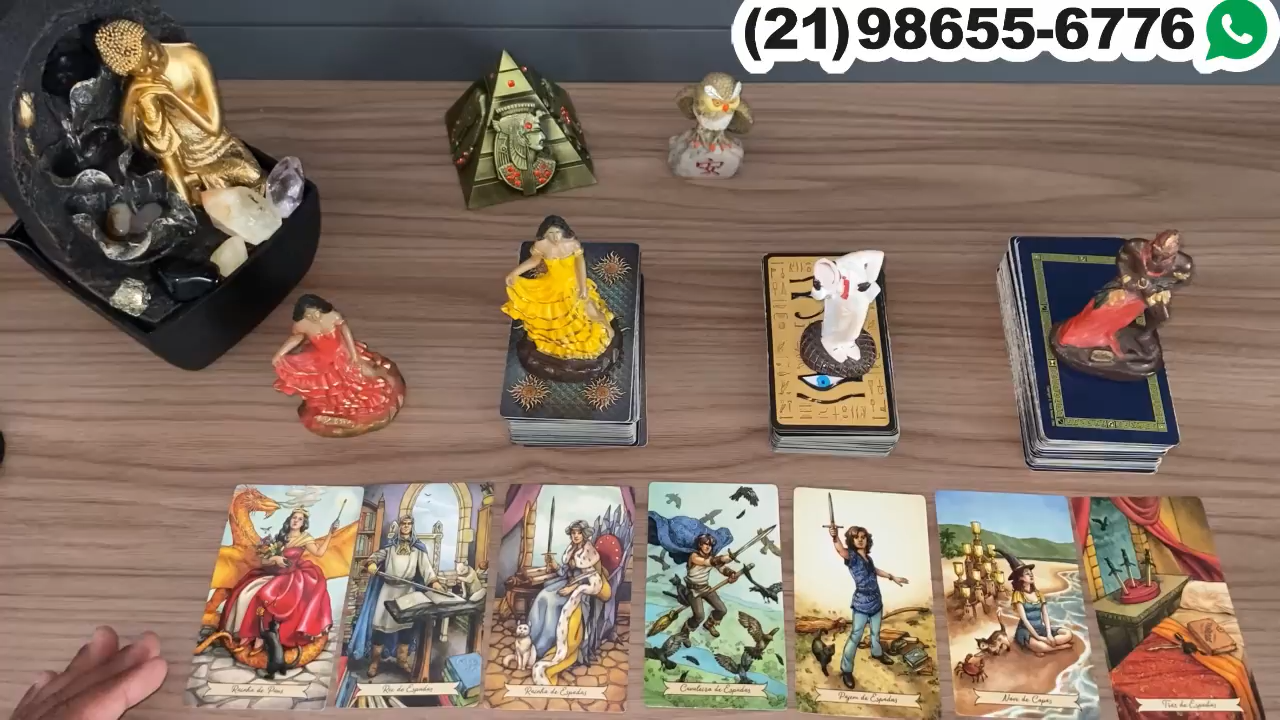 (21)98655-6776
Rainha de Paus
Rei de Espadas
Rainha de Espadas
Cavaleiro de Espadas
Pajem de Espadas
Nove de Copas
Três de Espadas